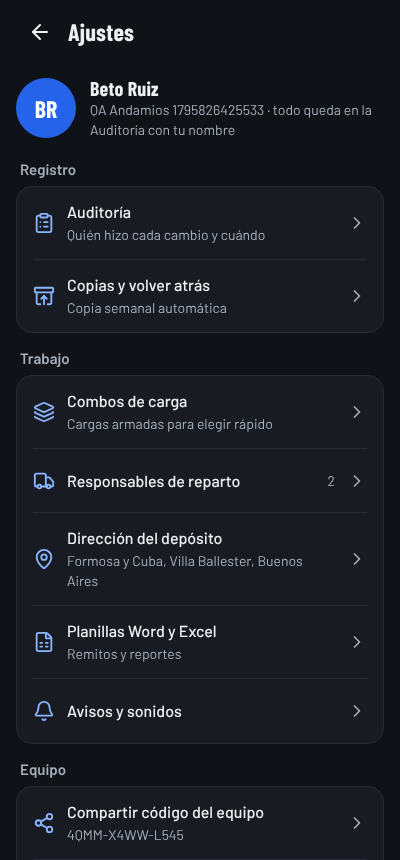 Ajustes
BR
Beto Ruiz
QA Andamios 1795826425533 · todo queda en la
Auditoría con tu nombre
Registro
Auditoría
Quién hizo cada cambio y cuándo
Copias y volver atrás
Copia semanal automática
Trabajo
Combos de carga
Cargas armadas para elegir rápido
Responsables de reparto 2
Dirección del depósito
Formosa y Cuba, Villa Ballester, Buenos
Aires
Planillas Word y Excel
Remitos y reportes
Avisos y sonidos
Equipo
Compartir código del equipo
4QMM-X4WW-L545